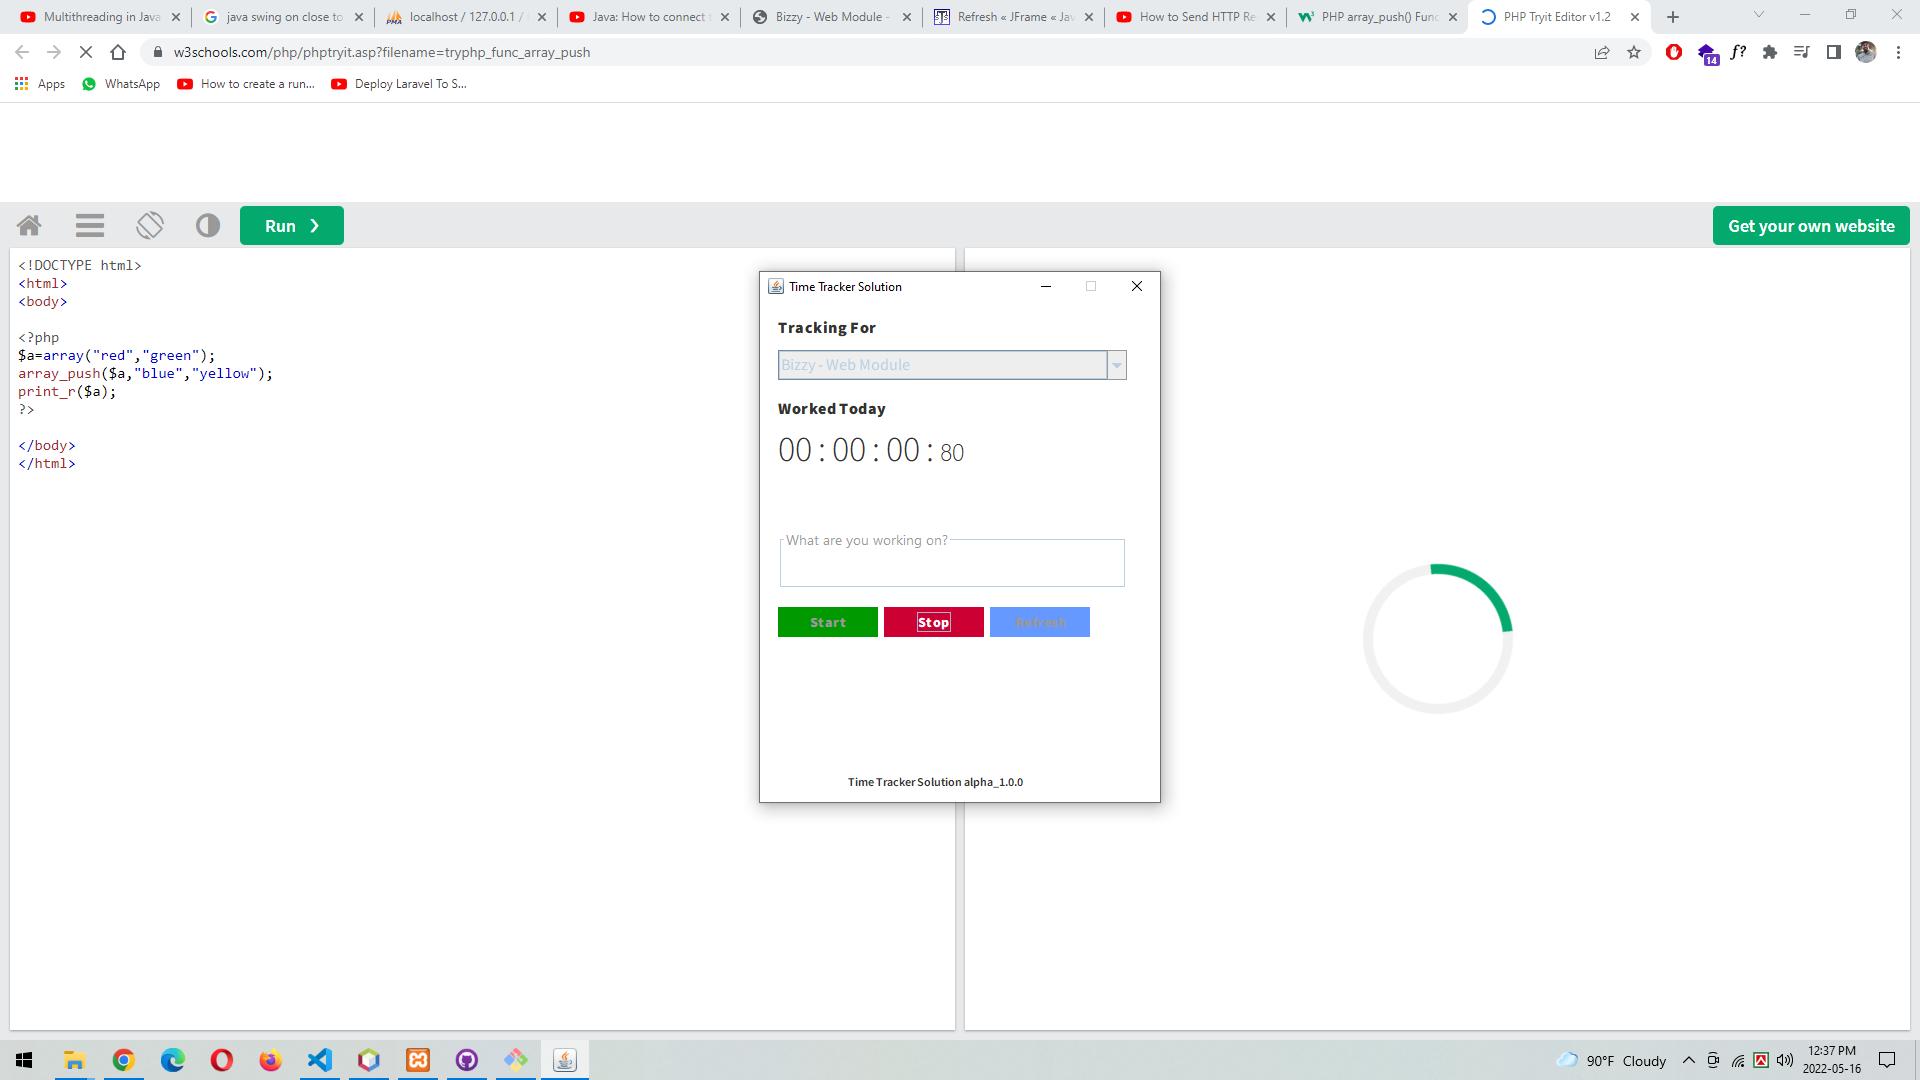 Multithreading in Java
java swing on close to
localhost / 127.0.0.1 /
Java: How to connect
Bizzy - Web Module -
Refresh « JFrame « Jav
How to Send HTTP Re
PHP array_push() Func
PHP Tryit Editor v1.2
w3schools.com/php/phptryit.asp?filename=tryphp_func_array_push
14
f?
Apps
WhatsApp
How to create a run...
Deploy Laravel To S...
Run ❯
Get your own website
<!DOCTYPE html>
<html>
<body>
<?php
$a=array("red","green");
array_push($a,"blue","yellow");
print_r($a);
?>
</body>
</html>
Time Tracker Solution
Tracking For
Bizzy - Web Module
Worked Today
00 : 00 : 00 : 80
What are you working on?
Start
Stop
Refresh
Time Tracker Solution alpha_1.0.0
90°F Cloudy
12:37 PM
2022-05-16